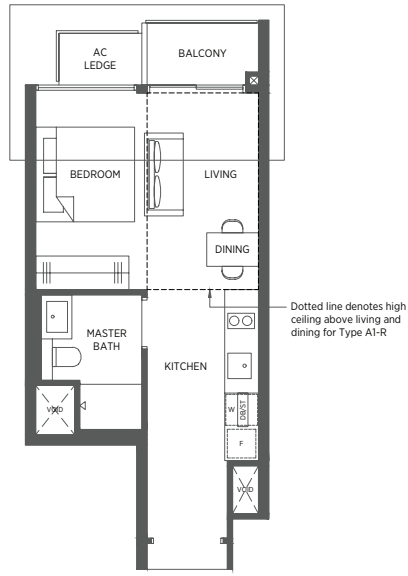 AC
LEDGE
BALCONY
BEDROOM
LIVING
DINING
Dotted line denotes high
ceiling above living and
dining for Type A1-R
MASTER
BATH
KITCHEN
VOID
W
DB/ST
F
VOID